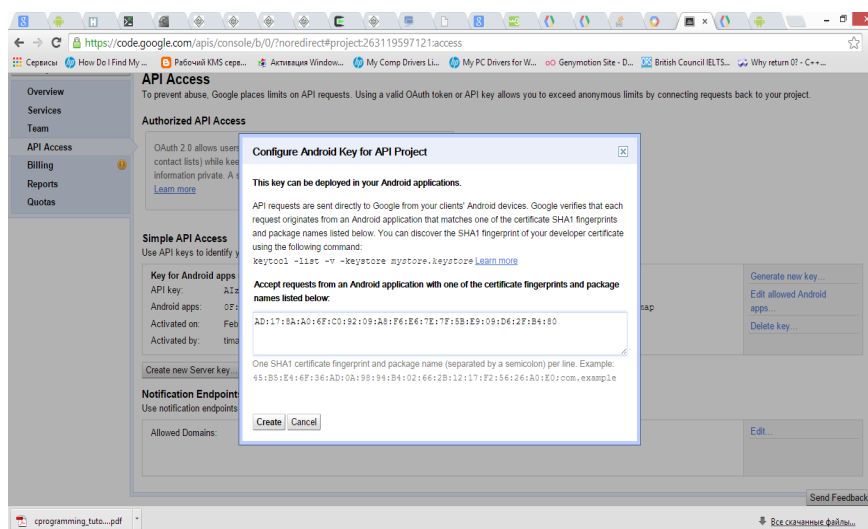 https://code.google.com/apis/console/b/0/?noredirect#project:263119597121:access
Сервисы How Do I Find My ... Рабочий KMS серв... Активация Window... My Comp Drivers Li... My PC Drivers for W... Genymotion Site - D... British Council IELTS... Why return 0? - C++...
Overview
Services
Team
API Access
Billing
Reports
Quotas
API Access
To prevent abuse, Google places limits on API requests. Using a valid OAuth token or API key allows you to exceed anonymous limits by connecting requests back to your project.
Authorized API Access
OAuth 2.0 allows users
contact lists) while kee
information private. A s
Learn more
Simple API Access
Use API keys to identify y
Key for Android apps
API key: AIz
Android apps: 0F:
Activated on: Feb
Activated by: tima
map
Generate new key...
Edit allowed Android
apps...
Delete key...
Create new Server key...
Notification Endpoint
Use notification endpoints
Allowed Domains:
Edit...
Configure Android Key for API Project
This key can be deployed in your Android applications.
API requests are sent directly to Google from your clients' Android devices. Google verifies that each
request originates from an Android application that matches one of the certificate SHA1 fingerprints
and package names listed below. You can discover the SHA1 fingerprint of your developer certificate
using the following command:
keytool -list -v -keystore mystore.keystore Learn more
Accept requests from an Android application with one of the certificate fingerprints and package
names listed below:
AD:17:8A:A0:6F:C0:92:09:A8:F6:E6:7E:7F:5B:E9:09:D6:2F:B4:80
One SHA1 certificate fingerprint and package name (separated by a semicolon) per line. Example:
45:B5:E4:6F:36:AD:0A:98:94:B4:02:66:2B:12:17:F2:56:26:A0:E0;com.example
Create Cancel
Send Feedback
cprogramming_tuto....pdf
Все скачанные файлы...